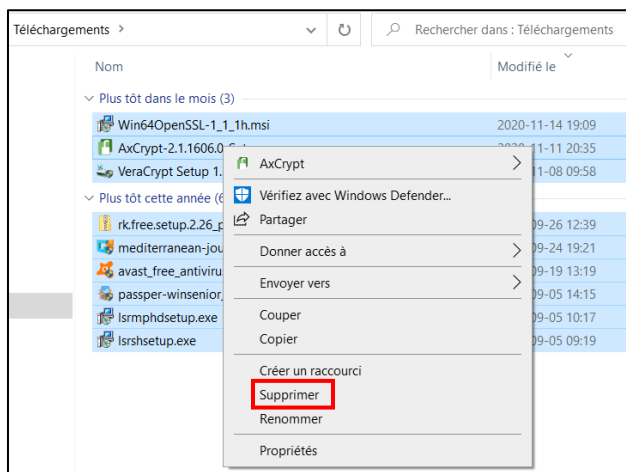 Téléchargements >
Rechercher dans : Téléchargements
Nom
Modifié le
Plus tôt dans le mois (3)
Win64OpenSSL-1_1_1h.msi
2020-11-14 19:09
AxCrypt-2.1.1606.0
11-11 20:35
VeraCrypt Setup 1.
11-08 09:58
AxCrypt
Vérifiez avec Windows Defender...
Partager
Donner accès à
Envoyer vers
Couper
Copier
Créer un raccourci
Supprimer
Renommer
Propriétés
Plus tôt cette année (6
rk.free.setup.2.26_p
09-26 12:39
mediterranean-jou
09-24 19:21
avast_free_antiviru
09-19 13:19
passper-winsenior_
09-05 14:15
lsrmphdsetup.exe
09-05 10:17
lsrshsetup.exe
09-05 09:19